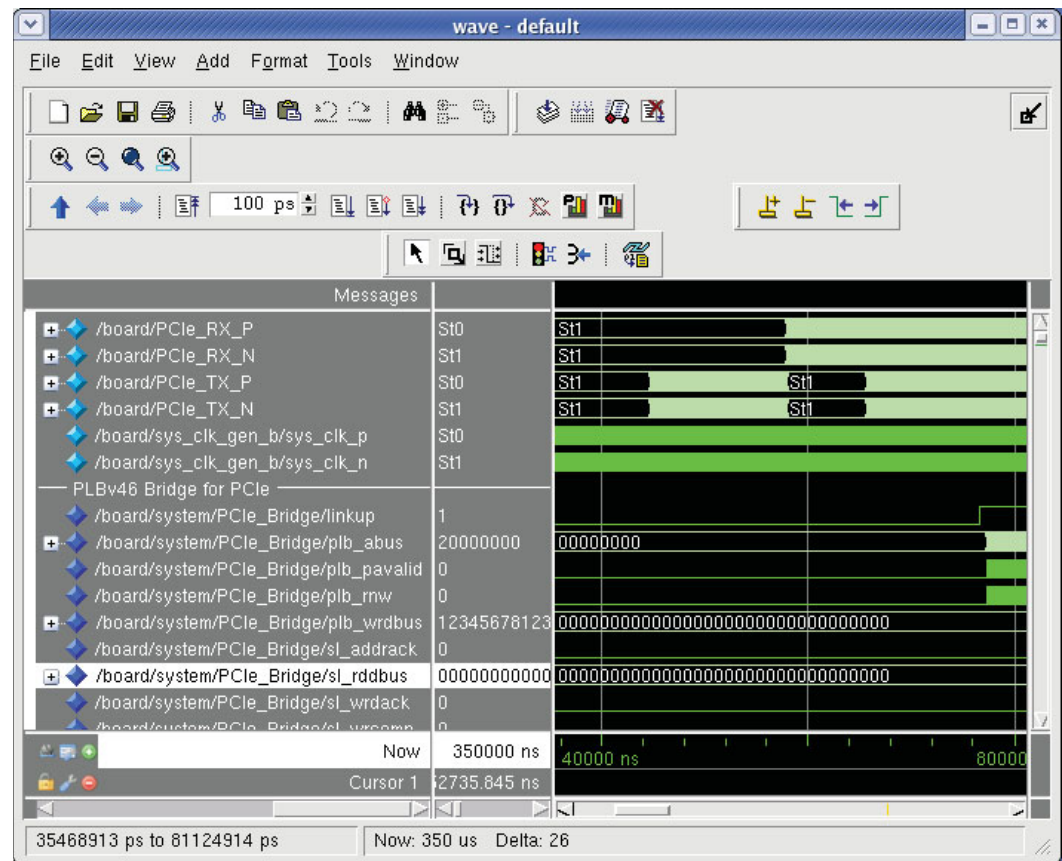 wave - default
File Edit View Add Format Tools Window
100 ps
Messages
/board/PCIe_RX_P St0 St1
/board/PCIe_RX_N St1 St1
/board/PCIe_TX_P St0 St1 St1
/board/PCIe_TX_N St1 St1 St1
/board/sys_clk_gen_b/sys_clk_p St0
/board/sys_clk_gen_b/sys_clk_n St1
PLBv46 Bridge for PCIe
/board/system/PCIe_Bridge/linkup 1
/board/system/PCIe_Bridge/plb_abus 20000000 00000000
/board/system/PCIe_Bridge/plb_pavalid 0
/board/system/PCIe_Bridge/plb_rnw 0
/board/system/PCIe_Bridge/plb_wrdbus 12345678123 00000000000000000000000000000000
/board/system/PCIe_Bridge/sl_addrack 0
/board/system/PCIe_Bridge/sl_rddbus 00000000000 00000000000000000000000000000000
/board/system/PCIe_Bridge/sl_wrdack 0
Now 350000 ns 40000 ns 80000
Cursor 1 2735.845 ns
35468913 ps to 81124914 ps Now: 350 us Delta: 26